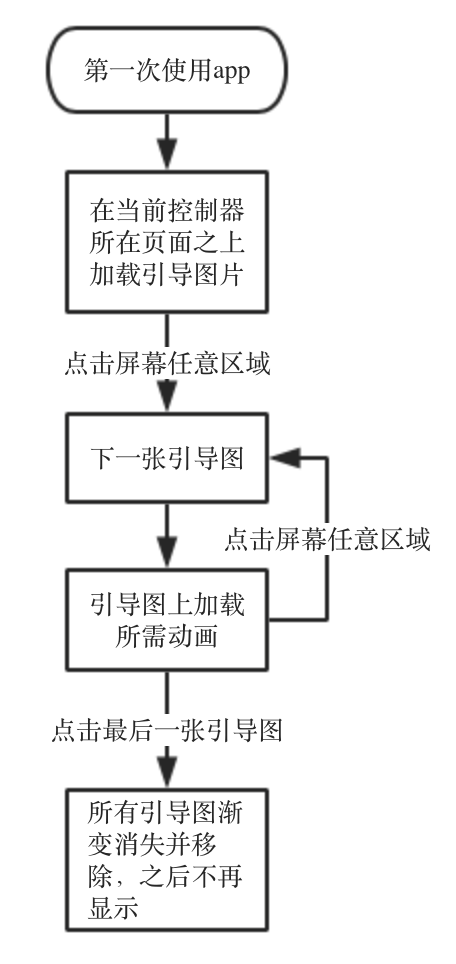 第一次使用app
在当前控制器
所在页面之上
加载引导图片
点击屏幕任意区域
下一张引导图
点击屏幕任意区域
引导图上加载
所需动画
点击最后一张引导图
所有引导图渐
变消失并移
除，之后不再
显示